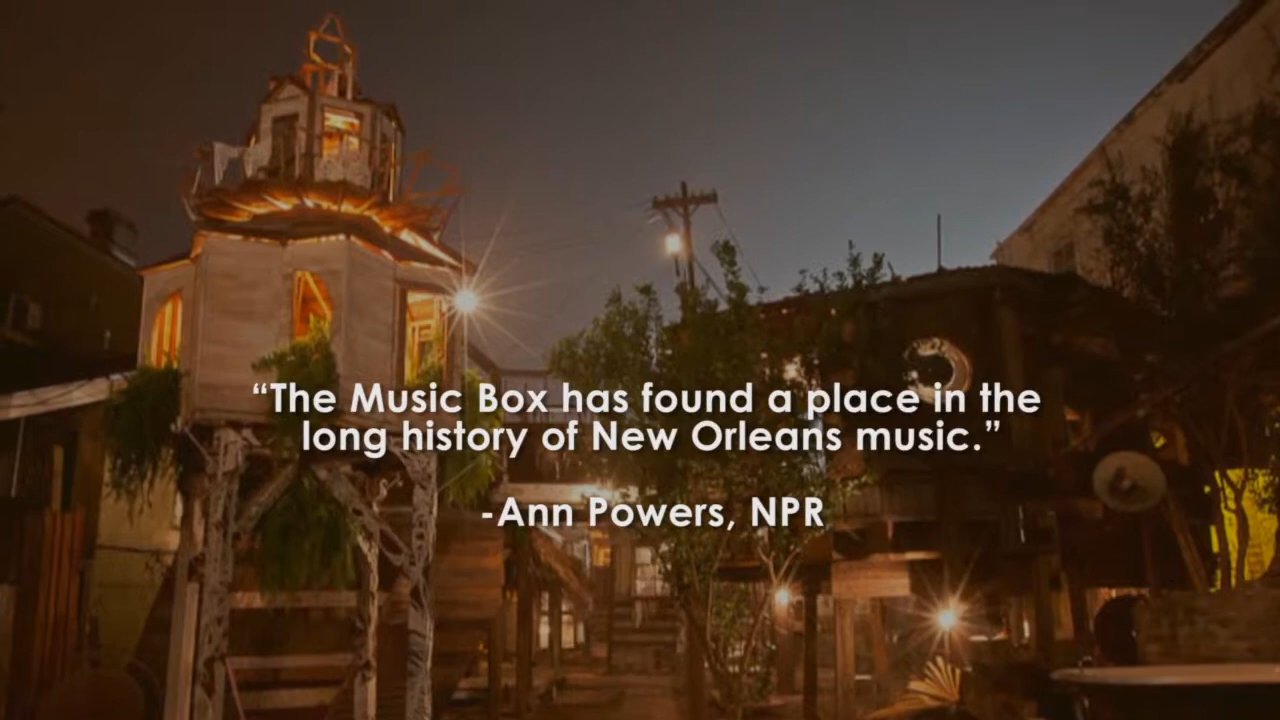 “The Music Box has found a place in the
long history of New Orleans music.”
-Ann Powers, NPR